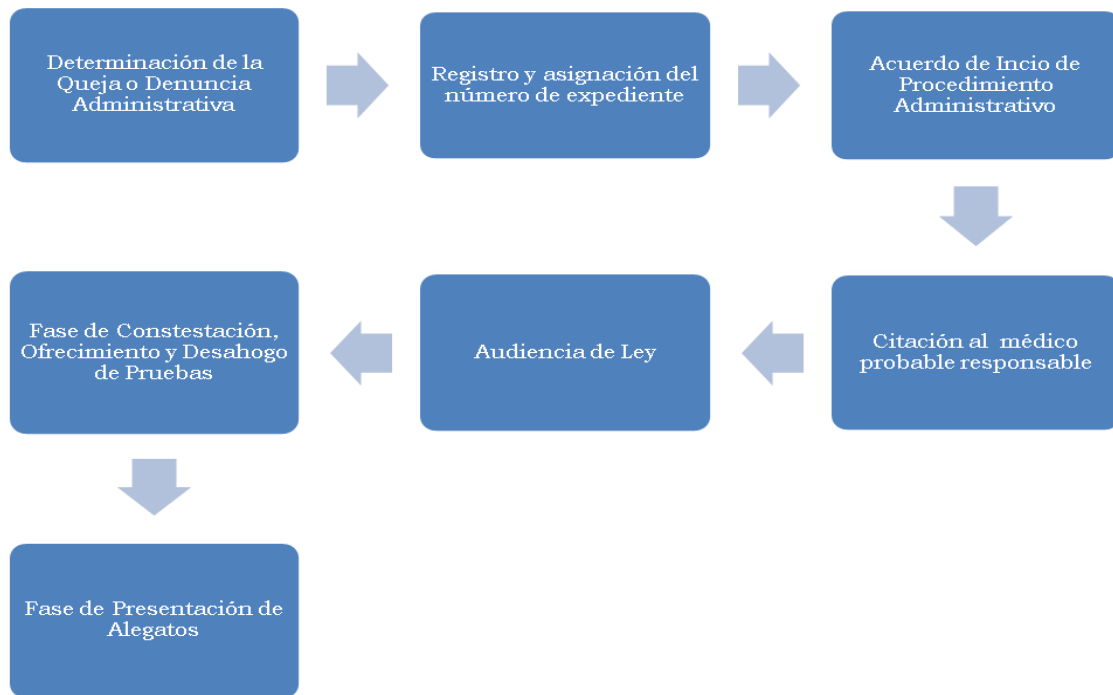 Determinación de la
Queja o Denuncia
Administrativa
Registro y asignación del
número de expediente
Acuerdo de Incio de
Procedimiento
Administrativo
Citación al médico
probable responsable
Audiencia de Ley
Fase de Constestación,
Ofrecimiento y Desahogo
de Pruebas
Fase de Presentación de
Alegatos